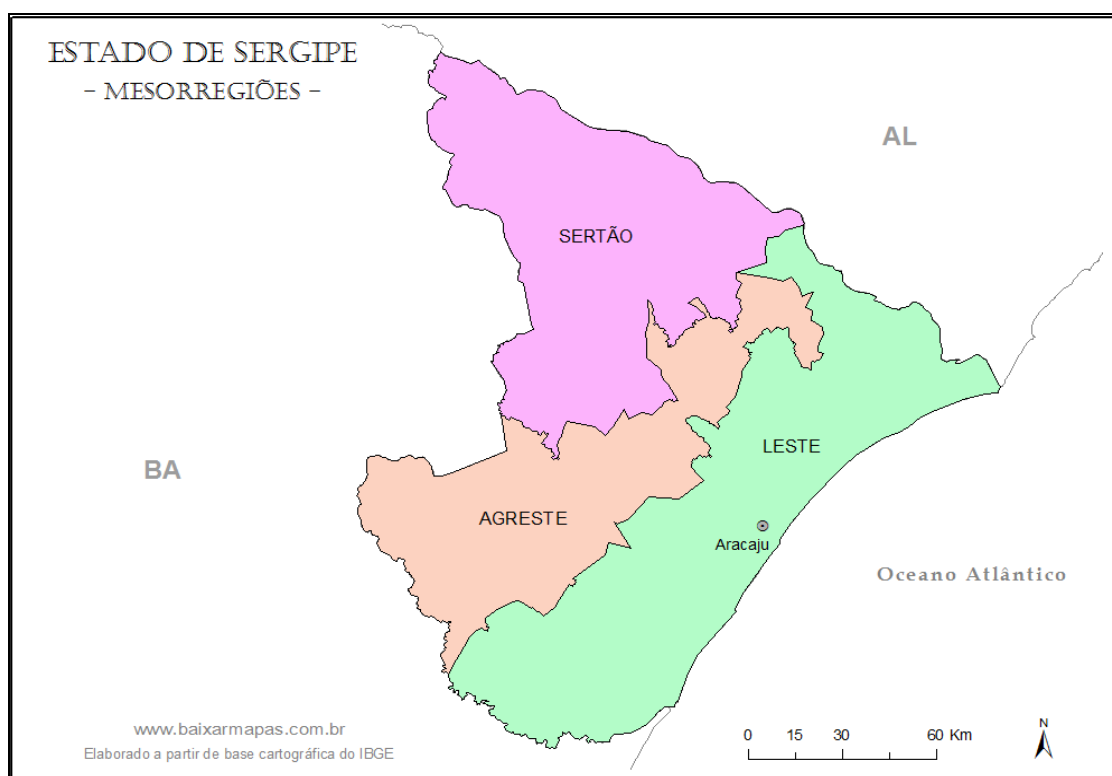 ESTADO DE SERGIPE
- MESORREGIÕES -
AL
SERTÃO
LESTE
BA
AGRESTE
Aracaju
Oceano Atlântico
www.baixarmapas.com.br
Elaborado a partir de base cartográfica do IBGE
0 15 30 60 Km
N